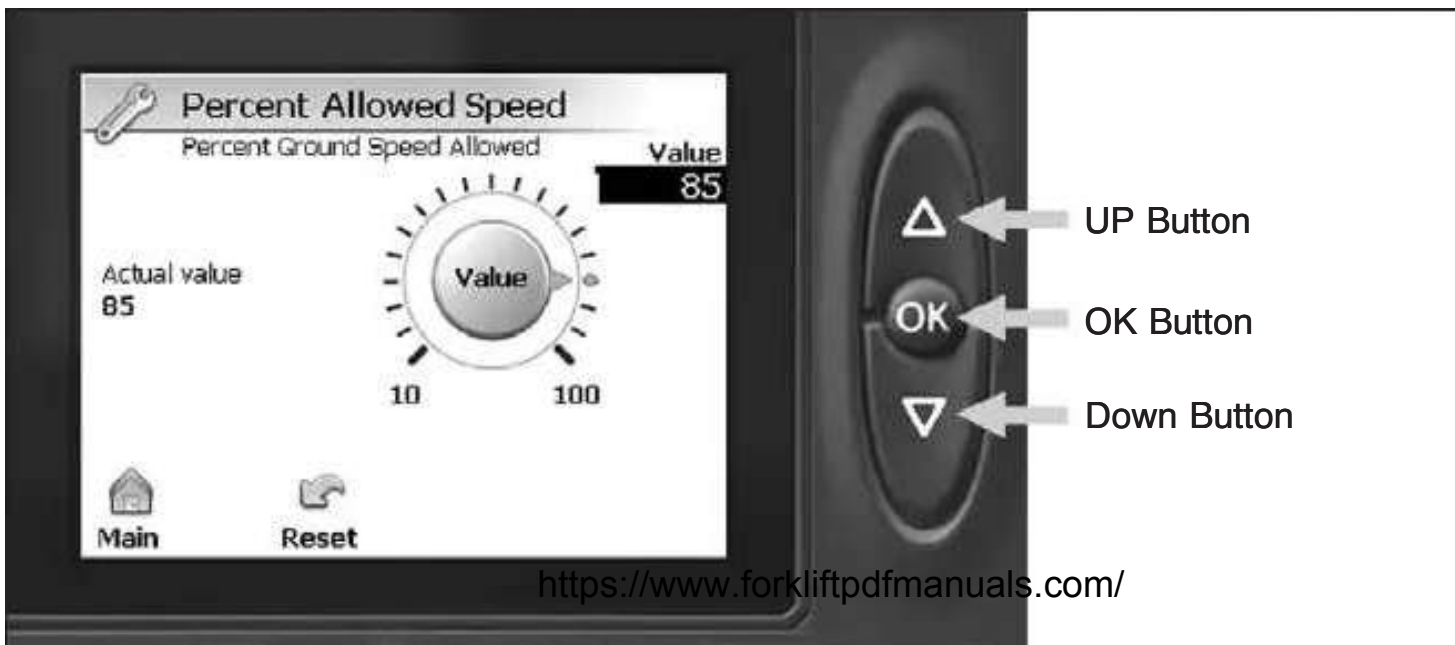 Percent Allowed Speed
Percent Ground Speed Allowed
Value
85
Actual value
85
Value
10
100
Main
Reset
OK
UP Button
OK Button
Down Button
https://www.forkliftpdfmanuals.com/